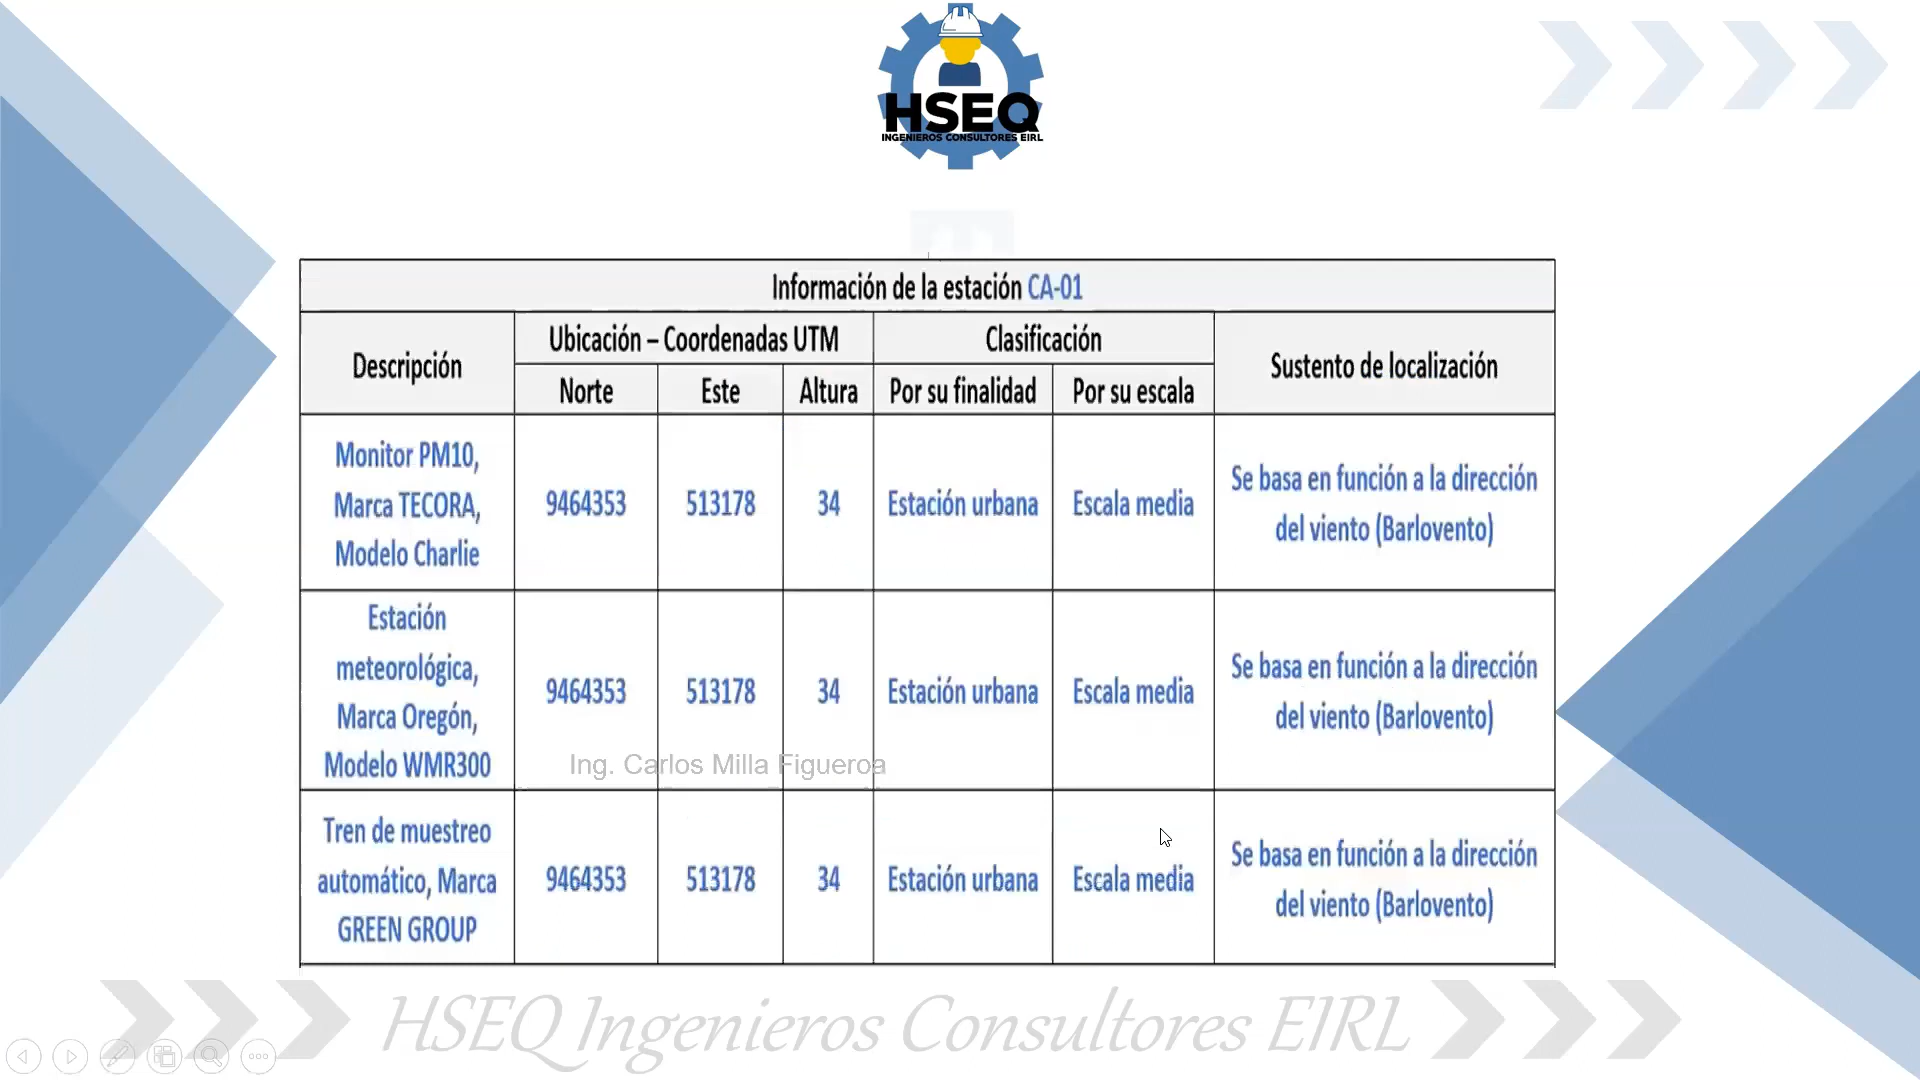 HSEQ
INGENIEROS CONSULTORES EIRL
Información de la estación CA-01
Descripción
Ubicación – Coordenadas UTM
Clasificación
Sustento de localización
Norte
Este
Altura
Por su finalidad
Por su escala
Monitor PM10,
Marca TECORA,
Modelo Charlie
9464353
513178
34
Estación urbana
Escala media
Se basa en función a la dirección
del viento (Barlovento)
Estación
meteorológica,
Marca Oregón,
Modelo WMR300
9464353
513178
34
Estación urbana
Escala media
Se basa en función a la dirección
del viento (Barlovento)
Ing. Carlos Milla Figueroa
Tren de muestreo
automático, Marca
GREEN GROUP
9464353
513178
34
Estación urbana
Escala media
Se basa en función a la dirección
del viento (Barlovento)
HSEQ Ingenieros Consultores EIRL